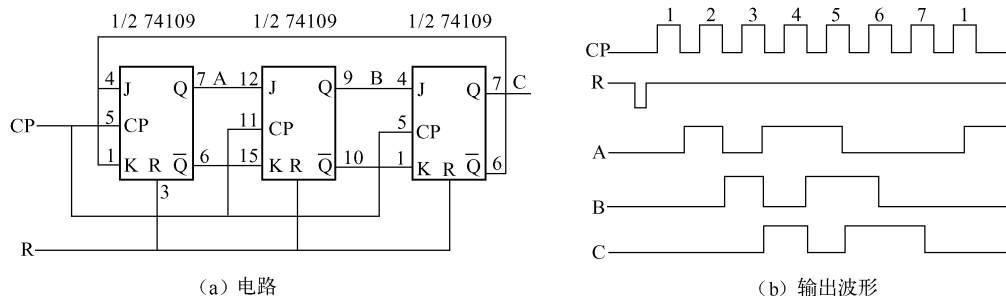 1/2 74109 1/2 74109 1/2 74109
4 J Q 7 A 12 J Q 9 B 4 J Q 7 C
CP 5 CP 11 CP 5 CP
1 K R Q̅ 6 15 K R Q̅ 10 1 K R Q̅ 6
3
R
(a) 电路
1 2 3 4 5 6 7 1
CP
R
A
B
C
(b) 输出波形